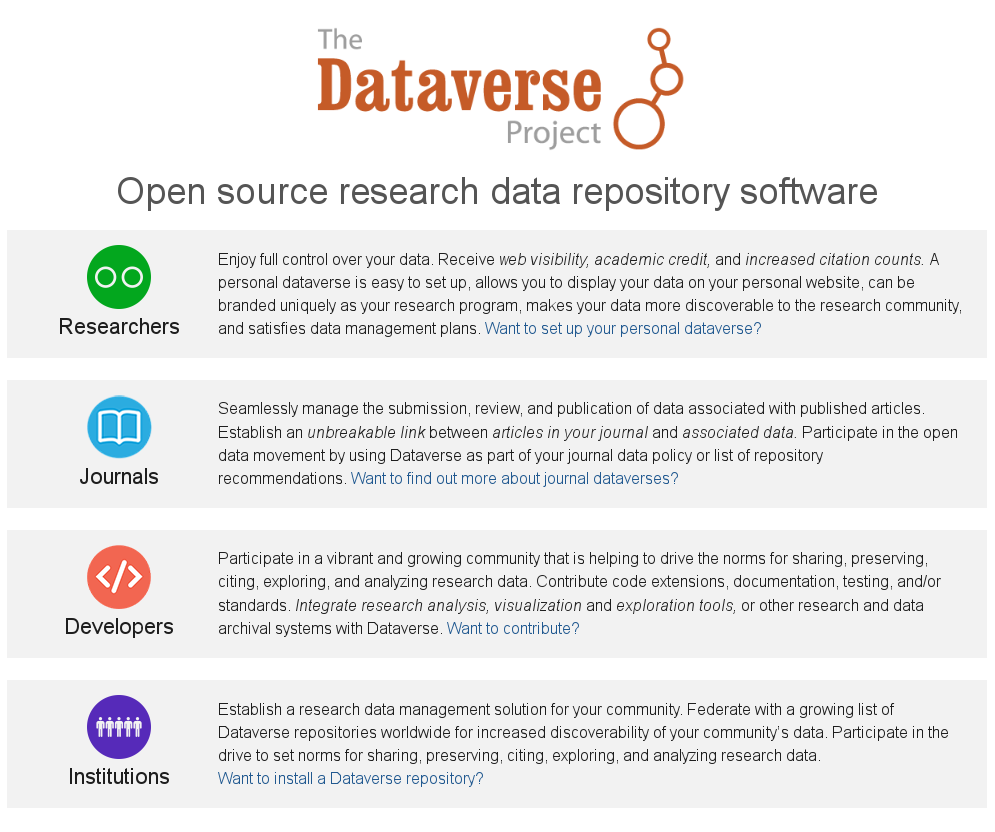 The
Dataverse
Project
Open source research data repository software
Enjoy full control over your data. Receive web visibility, academic credit, and increased citation counts. A
personal dataverse is easy to set up, allows you to display your data on your personal website, can be
branded uniquely as your research program, makes your data more discoverable to the research community,
and satisfies data management plans. Want to set up your personal dataverse?
Researchers
Seamlessly manage the submission, review, and publication of data associated with published articles.
Establish an unbreakable link between articles in your journal and associated data. Participate in the open
data movement by using Dataverse as part of your journal data policy or list of repository
recommendations. Want to find out more about journal dataverses?
Journals
Participate in a vibrant and growing community that is helping to drive the norms for sharing, preserving,
citing, exploring, and analyzing research data. Contribute code extensions, documentation, testing, and/or
standards. Integrate research analysis, visualization and exploration tools, or other research and data
archival systems with Dataverse. Want to contribute?
Developers
Establish a research data management solution for your community. Federate with a growing list of
Dataverse repositories worldwide for increased discoverability of your community's data. Participate in the
drive to set norms for sharing, preserving, citing, exploring, and analyzing research data.
Want to install a Dataverse repository?
Institutions